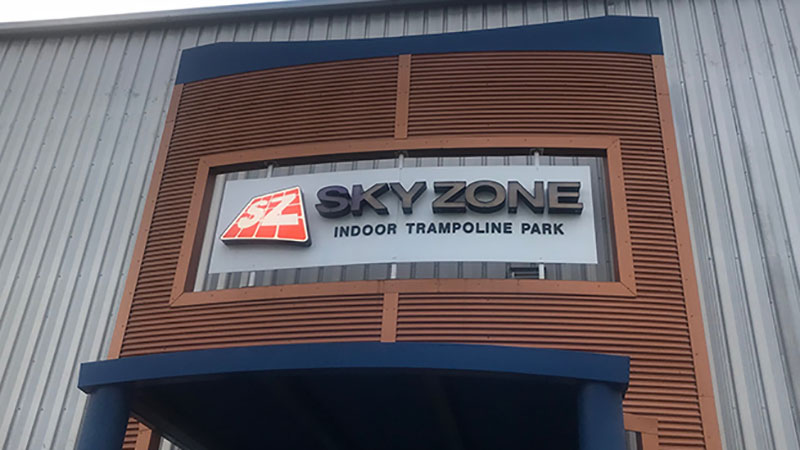 SZ
SKY ZONE
INDOOR TRAMPOLINE PARK